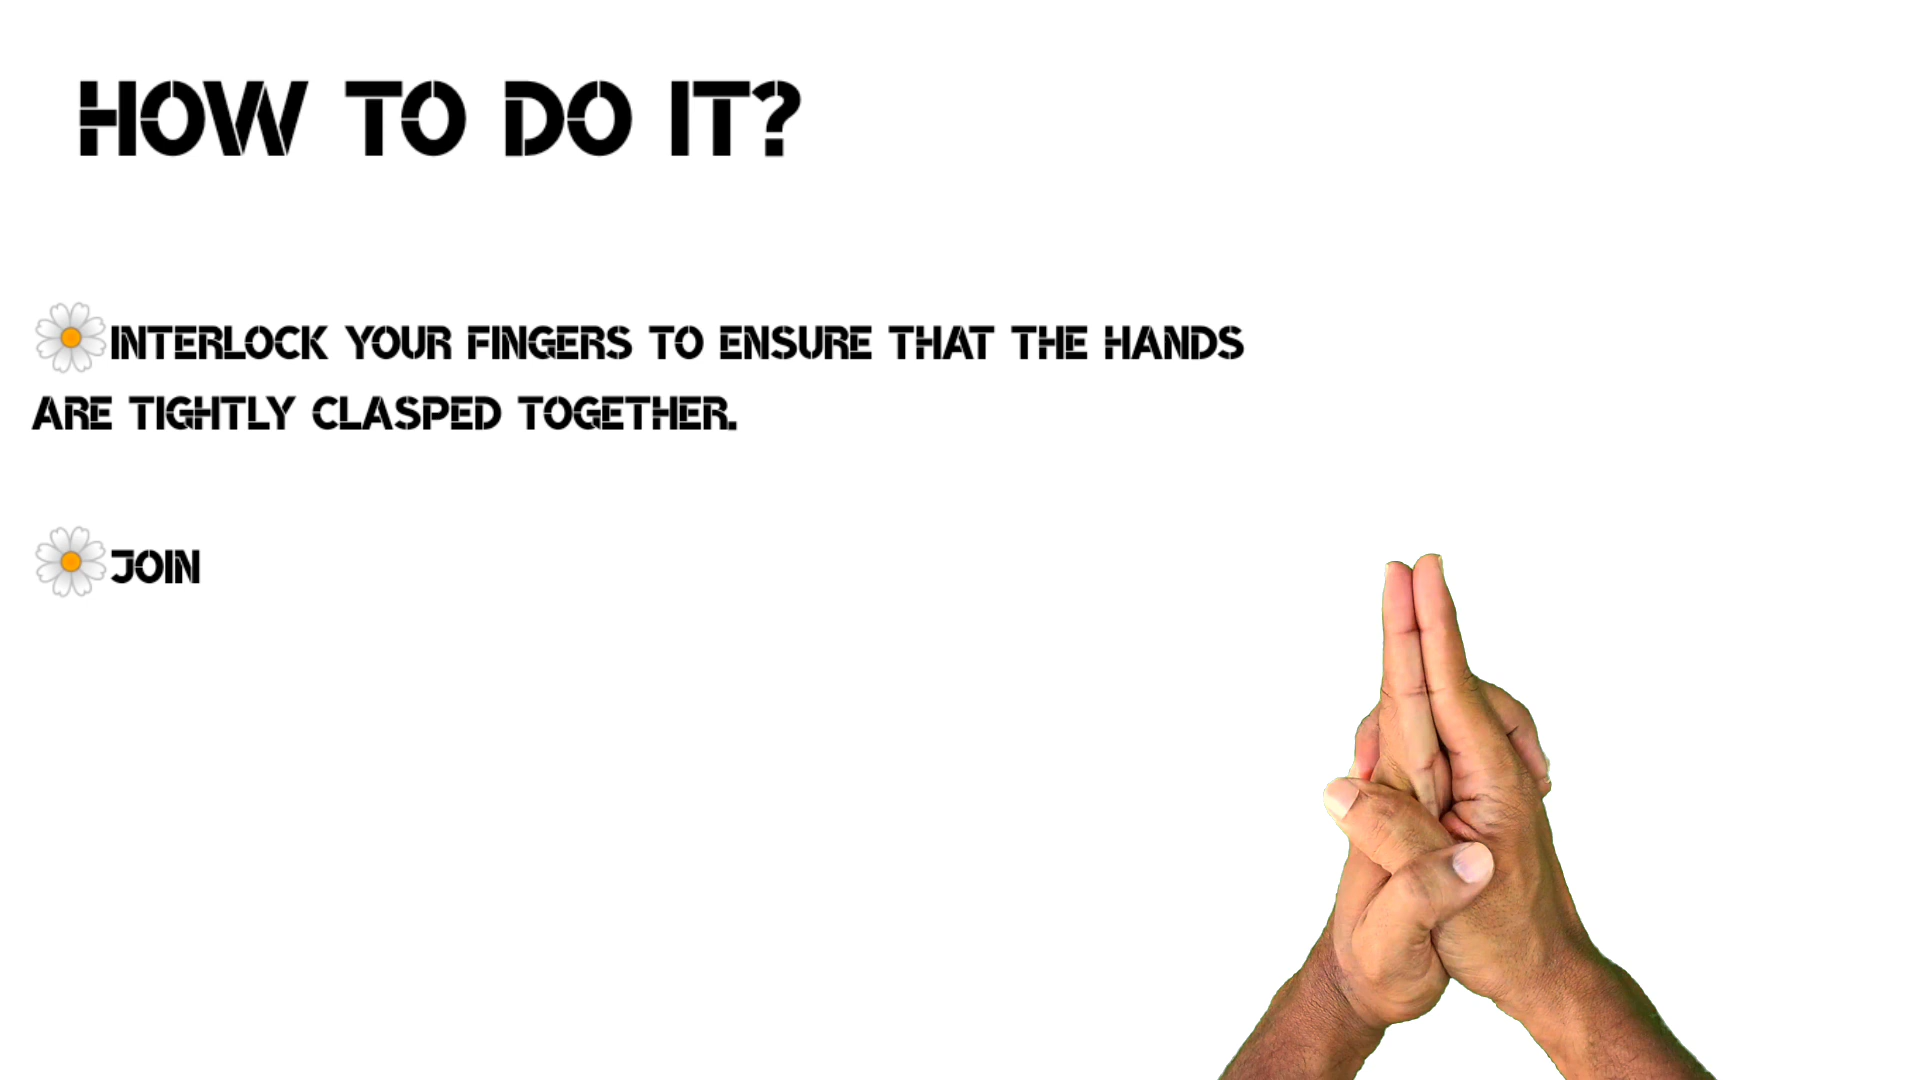 HOW TO DO IT?
INTERLOCK YOUR FINGERS TO ENSURE THAT THE HANDS
ARE TIGHTLY CLASPED TOGETHER.
JOIN